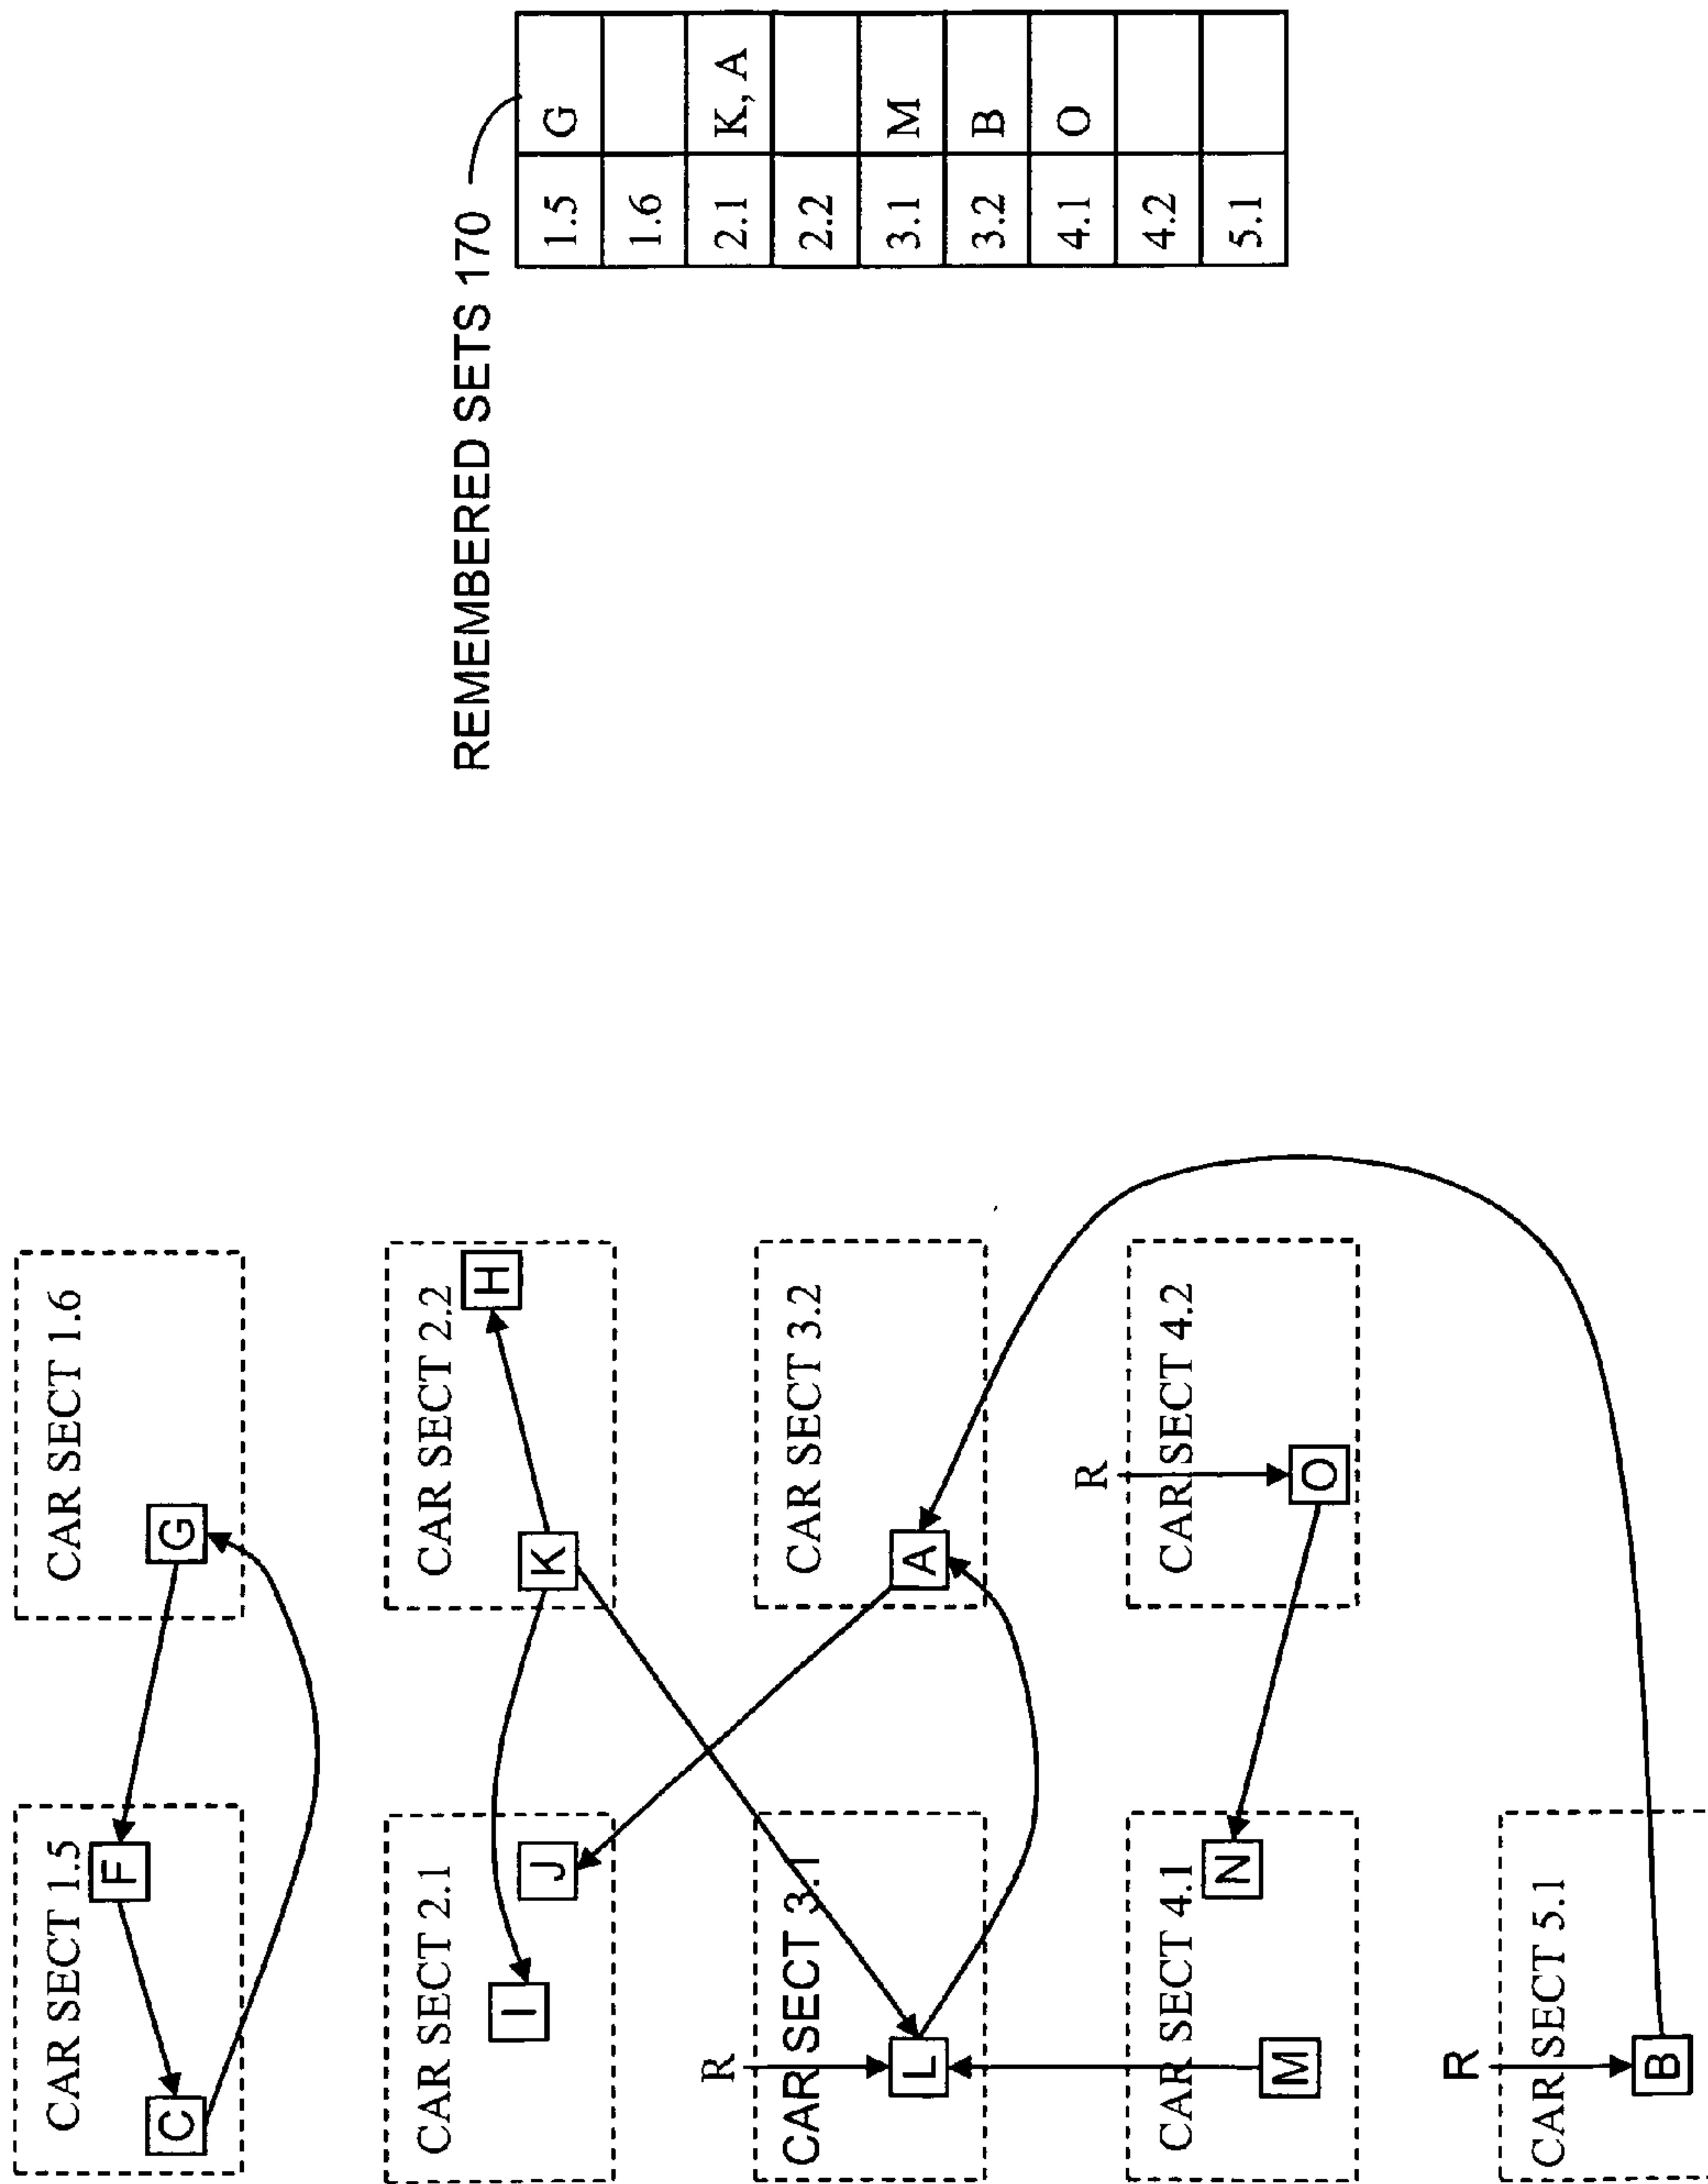 CAR SECT 1.5
CAR SECT 1.6
C
F
G
CAR SECT 2.1
CAR SECT 2.2
I
J
K
H
R
CAR SECT 3.1
CAR SECT 3.2
L
A
R
CAR SECT 4.1
CAR SECT 4.2
M
N
O
R
CAR SECT 5.1
B
REMEMBERED SETS 170
1.5 G
1.6
2.1 K, A
2.2
3.1 M
3.2 B
4.1 O
4.2
5.1